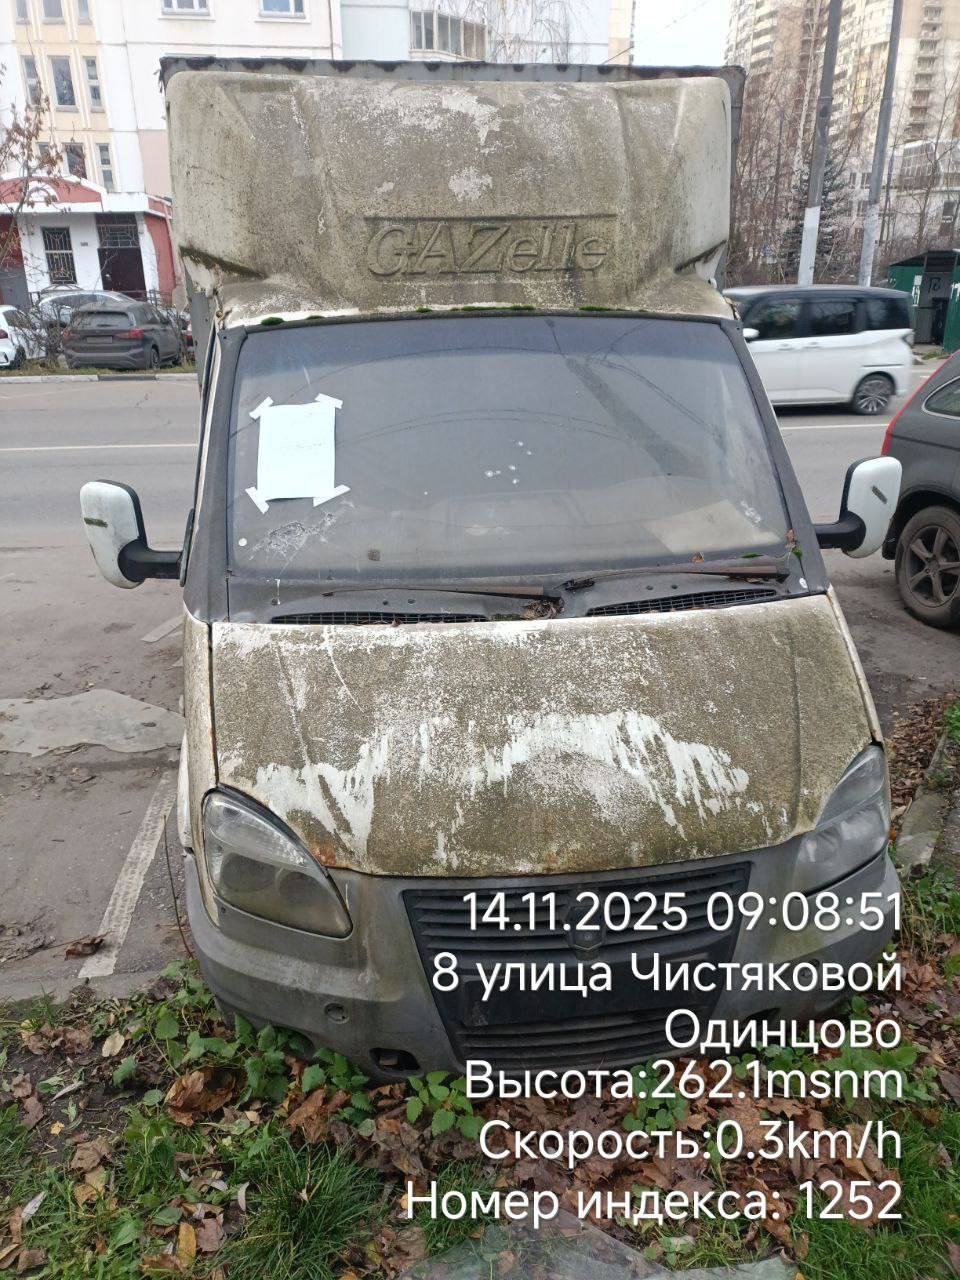 GAZelle
14.11.2025 09:08:51
8 улица Чистяковой
Одинцово
Высота:262.1msnm
Скорость:0.3km/h
Номер индекса: 1252